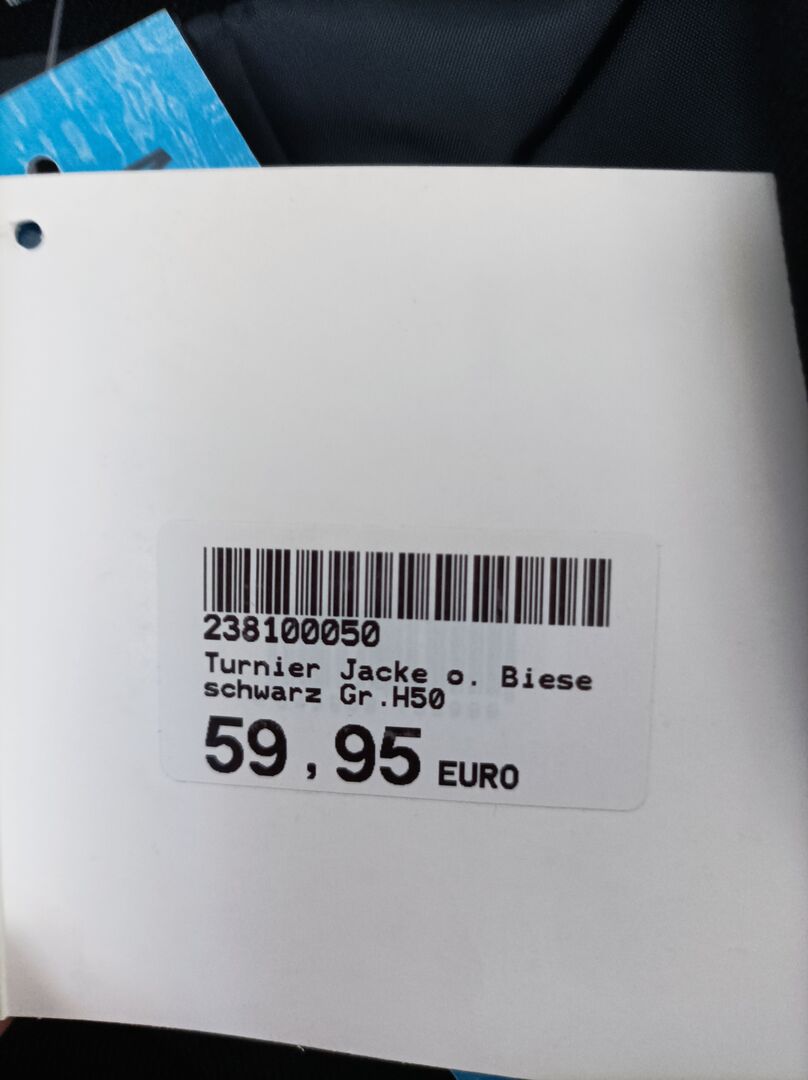 238100050
Turnier Jacke o. Biese
schwarz Gr.H50
59,95 EURO